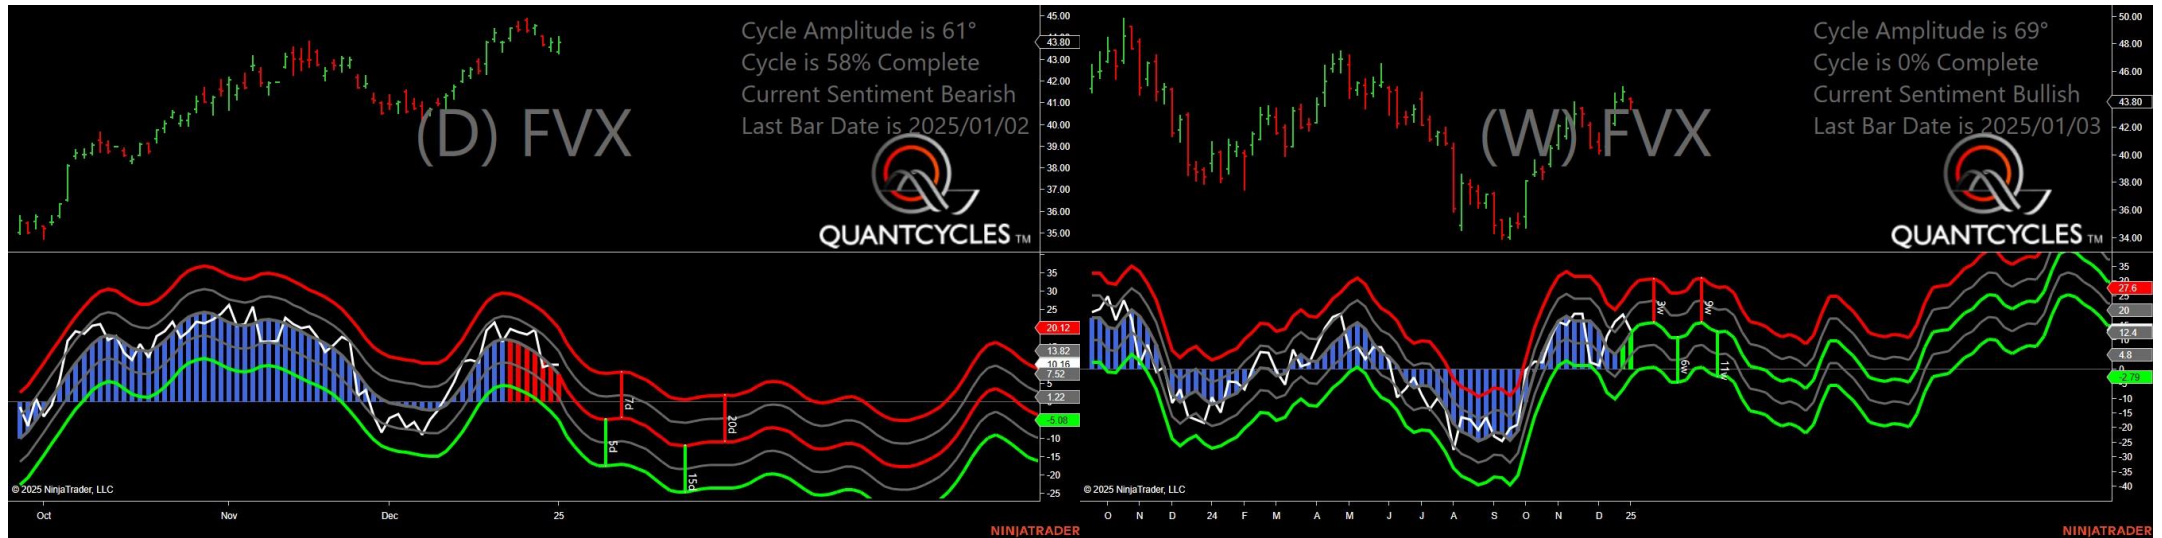 Cycle Amplitude is 61°
Cycle is 58% Complete
Current Sentiment Bearish
Last Bar Date is 2025/01/02
(D) FVX
QUANTCYCLES TM
45.00
43.80
43.00
42.00
41.00
40.00
39.00
38.00
37.00
36.00
35.00
35
30
25
20.12
13.82
10.16
7.52
5
1.22
-5.08
-10
-15
-20
-25
5d
7d
15d
20d
© 2025 NinjaTrader, LLC
Oct Nov Dec 25
NINJATRADER
Cycle Amplitude is 69°
Cycle is 0% Complete
Current Sentiment Bullish
Last Bar Date is 2025/01/03
(W) FVX
QUANTCYCLES TM
50.00
48.00
46.00
43.80
42.00
40.00
38.00
36.00
34.00
35
27.6
25
20
12.4
10
4.8
0
-2.79
-10
-15
-20
-25
-30
-35
-40
3w
6w
9w
11w
© 2025 NinjaTrader, LLC
O N D 24 F M A M J J A S O N D 25
NINJATRADER